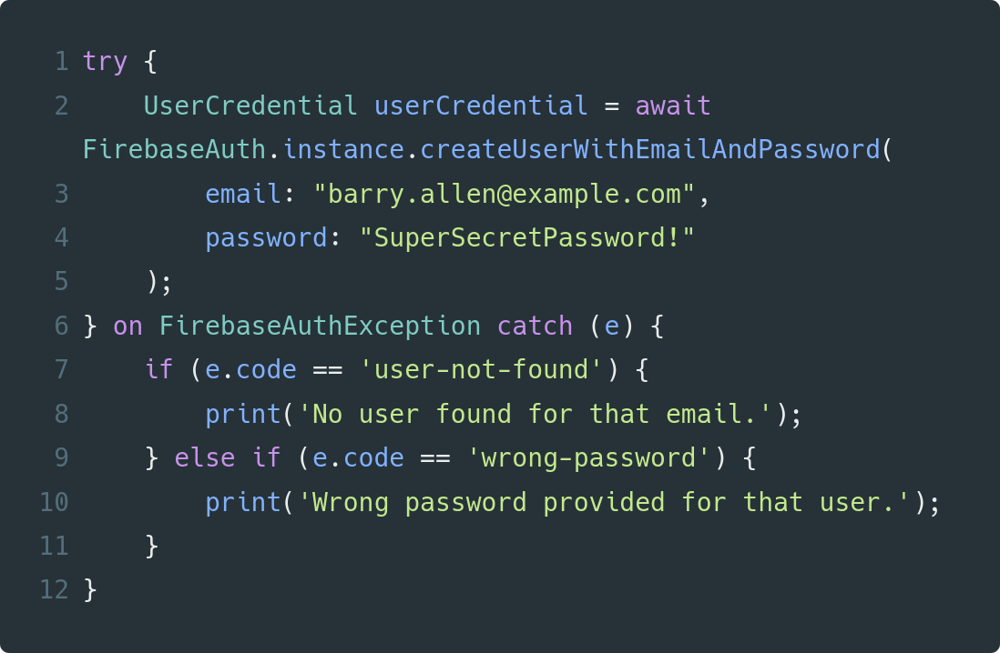 1 try {
2     UserCredential userCredential = await
FirebaseAuth.instance.createUserWithEmailAndPassword(
3         email: "barry.allen@example.com",
4         password: "SuperSecretPassword!"
5     );
6 } on FirebaseAuthException catch (e) {
7     if (e.code == 'user-not-found') {
8         print('No user found for that email.');
9     } else if (e.code == 'wrong-password') {
10         print('Wrong password provided for that user.');
11     }
12 }